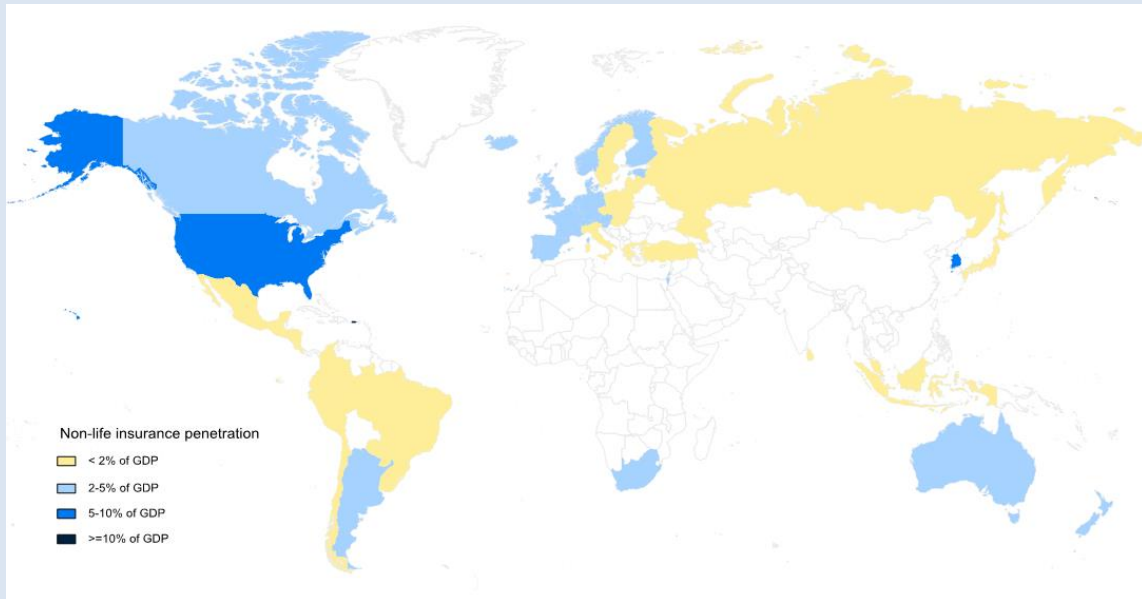 Non-life insurance penetration
< 2% of GDP
2-5% of GDP
5-10% of GDP
>=10% of GDP